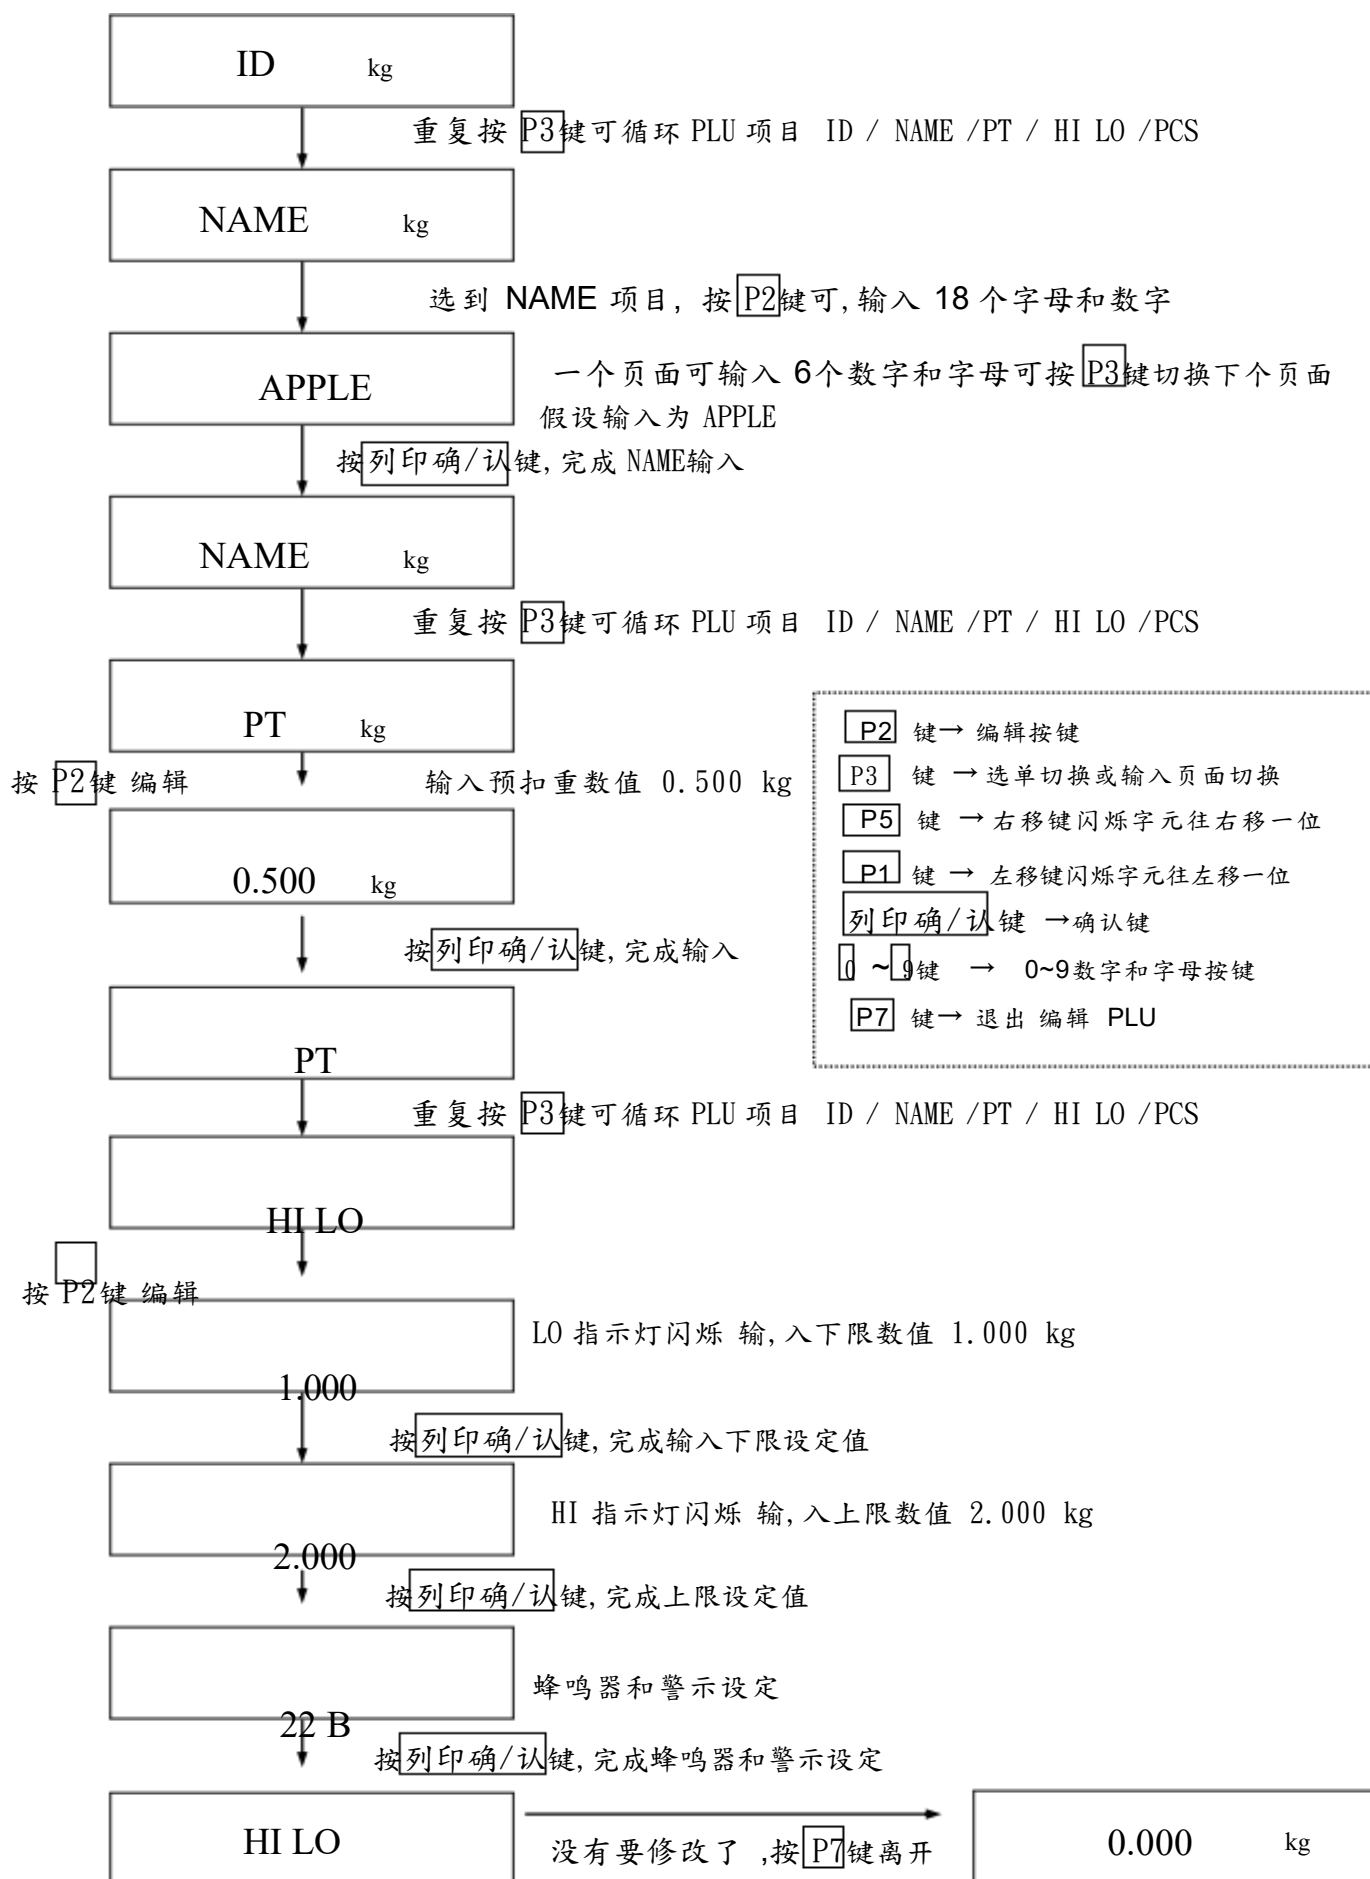 ID kg
重复按 P3键可循环 PLU 项目 ID / NAME /PT / HI LO /PCS
NAME kg
选到 NAME 项目, 按 P2键可,输入 18 个字母和数字
APPLE
一个页面可输入 6个数字和字母可按 P3键切换下个页面
假设输入为 APPLE
按列印确/认键,完成 NAME输入
NAME kg
重复按 P3键可循环 PLU 项目 ID / NAME /PT / HI LO /PCS
PT kg
按 P2键 编辑 输入预扣重数值 0.500 kg
0.500 kg
按列印确/认键,完成输入
P2 键→ 编辑按键
P3 键 →选单切换或输入页面切换
P5 键 →右移键闪烁字元往右移一位
P1 键 → 左移键闪烁字元往左移一位
列印确/认键 →确认键
0 ~9键 → 0~9数字和字母按键
P7 键→ 退出 编辑 PLU
PT
重复按 P3键可循环 PLU 项目 ID / NAME /PT / HI LO /PCS
HI LO
按 P2键 编辑
LO 指示灯闪烁 输,入下限数值 1.000 kg
1.000
按列印确/认键,完成输入下限设定值
HI 指示灯闪烁 输,入上限数值 2.000 kg
2.000
按列印确/认键,完成上限设定值
蜂鸣器和警示设定
22 B
按列印确/认键,完成蜂鸣器和警示设定
HI LO 没有要修改了 ,按 P7键离开 0.000 kg